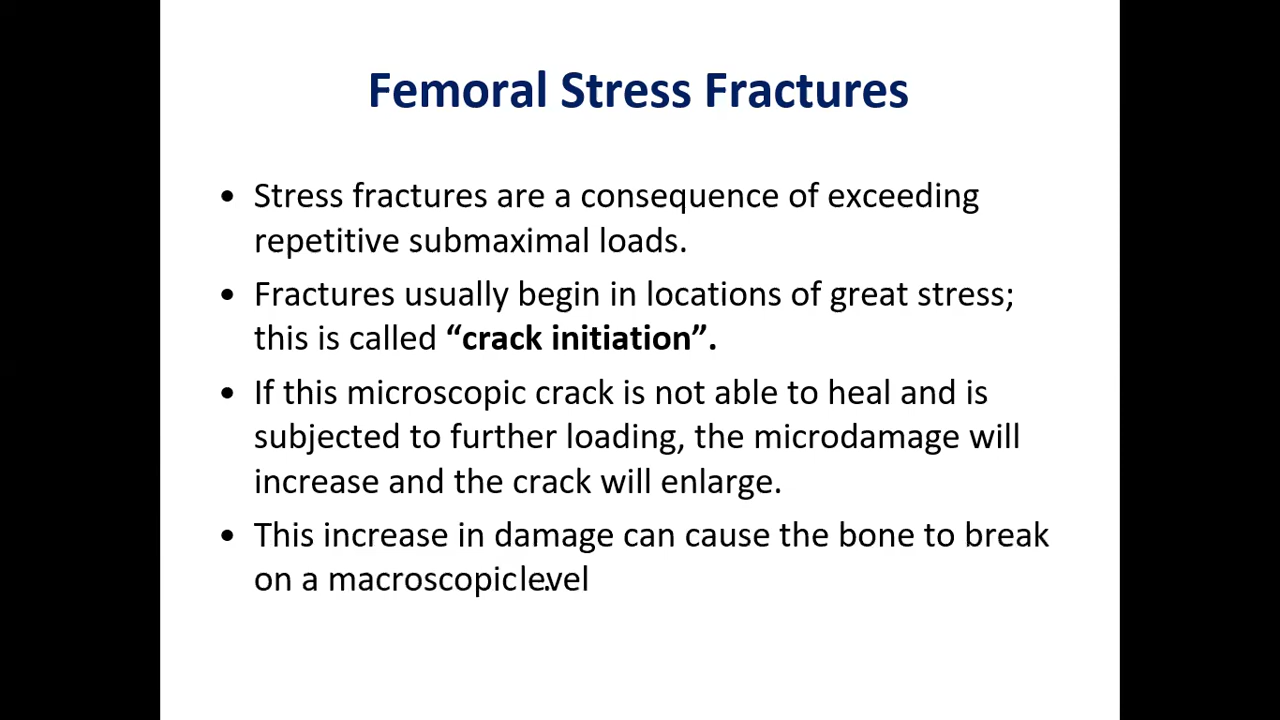 Femoral Stress Fractures
• Stress fractures are a consequence of exceeding
repetitive submaximal loads.
• Fractures usually begin in locations of great stress;
this is called “crack initiation”.
• If this microscopic crack is not able to heal and is
subjected to further loading, the microdamage will
increase and the crack will enlarge.
• This increase in damage can cause the bone to break
on a macroscopic level.